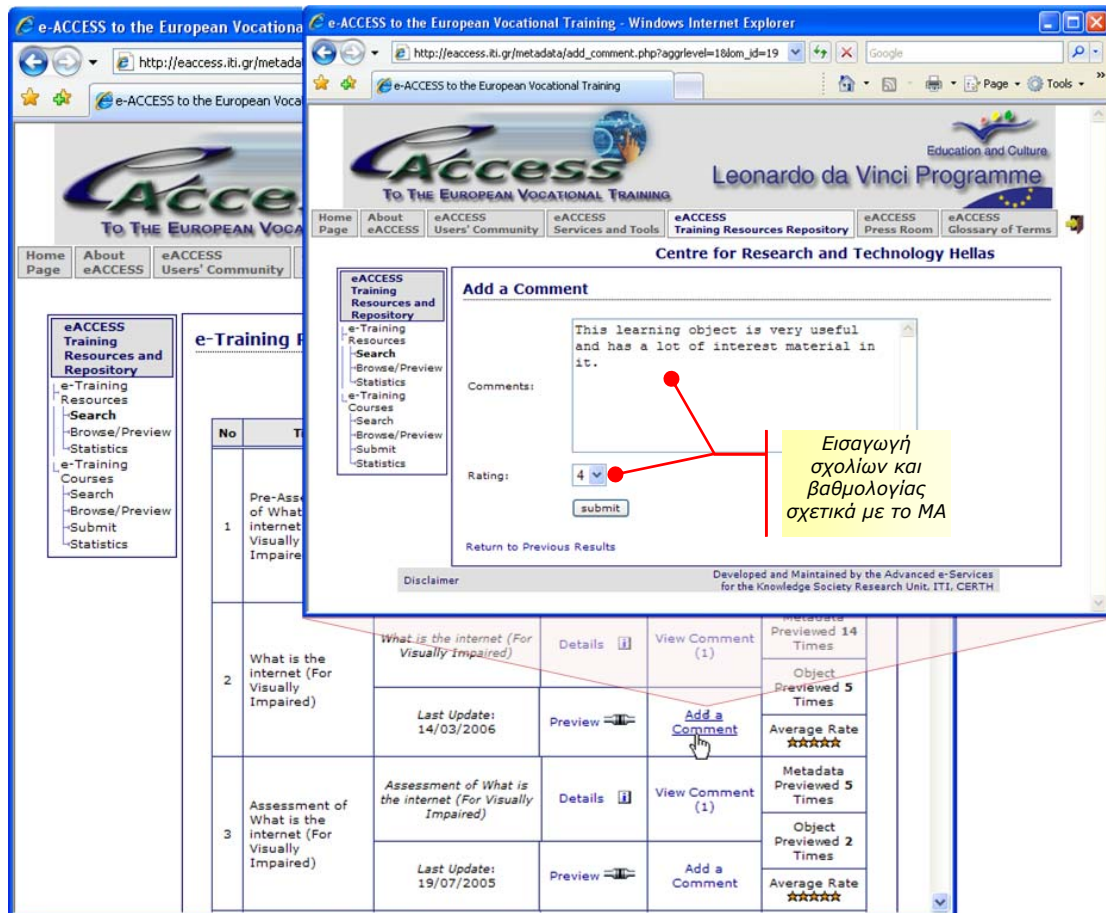 e-ACCESS to the European Vocational Training - Windows Internet Explorer
http://eaccess.iti.gr/metadata/add_comment.php?aggrlevel=1&lom_id=19
Google
e-ACCESS to the European Vocational Training
Page
Tools
eAccess
TO THE EUROPEAN VOCATIONAL TRAINING
Education and Culture
Leonardo da Vinci Programme
Home Page
About eACCESS
eACCESS Users' Community
eACCESS Services and Tools
eACCESS Training Resources Repository
eACCESS Press Room
eACCESS Glossary of Terms
Centre for Research and Technology Hellas
eACCESS
Training
Resources and
Repository
e-Training
Resources
Search
Browse/Preview
Statistics
e-Training
Courses
Search
Browse/Preview
Submit
Statistics
Add a Comment
Comments:
This learning object is very useful
and has a lot of interest material in
it.
Rating:
4
submit
Return to Previous Results
Εισαγωγή
σχολίων και
βαθμολογίας
σχετικά με το ΜΑ
Disclaimer
Developed and Maintained by the Advanced e-Services
for the Knowledge Society Research Unit, ITI, CERTH
e-ACCESS to the European Vocationa
http://eaccess.iti.gr/metada
e-ACCESS to the European Voca
eAcce
TO THE EUROPEAN VOCA
Home Page
About eACCESS
eACCESS Users' Community
eACCESS
Training
Resources and
Repository
e-Training
Resources
Search
Browse/Preview
Statistics
e-Training
Courses
Search
Browse/Preview
Submit
Statistics
e-Training
No
1
Pre-Asse
of What
internet
Visually
Impaire
2
What is the
internet (For
Visually
Impaired)
What is the internet (For
Visually Impaired)
Details
View Comment
(1)
Metadata
Previewed 14
Times
Object
Previewed 5
Times
Last Update:
14/03/2006
Preview
Add a
Comment
Average Rate
3
Assessment of
What is the
internet (For
Visually
Impaired)
Assessment of What is
the internet (For Visually
Impaired)
Details
View Comment
(1)
Metadata
Previewed 5
Times
Object
Previewed 2
Times
Last Update:
19/07/2005
Preview
Add a
Comment
Average Rate